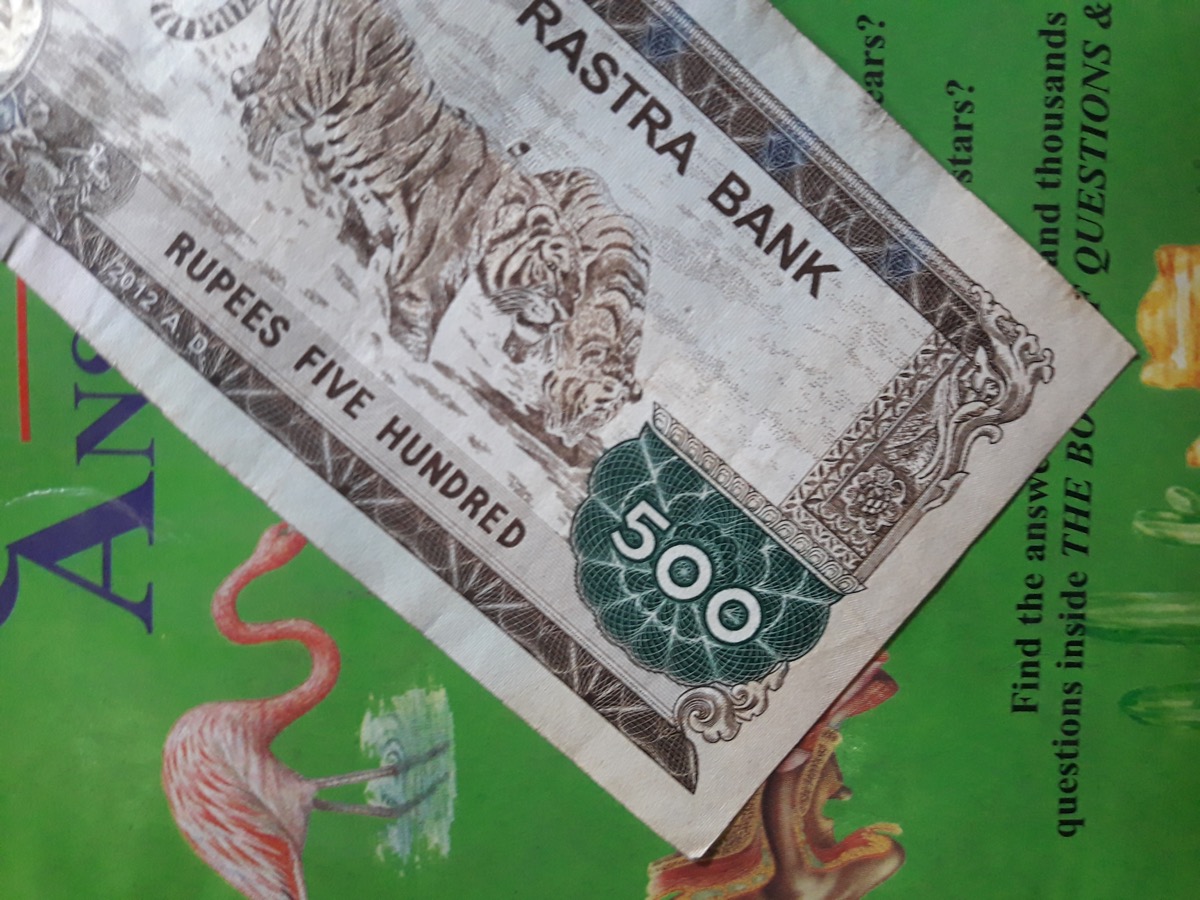 ANS
2012 A.D.
RUPEES FIVE HUNDRED
500
RASTRA BANK
ears?
stars?
Find the answe
and thousands
questions inside THE BO
F QUESTIONS &